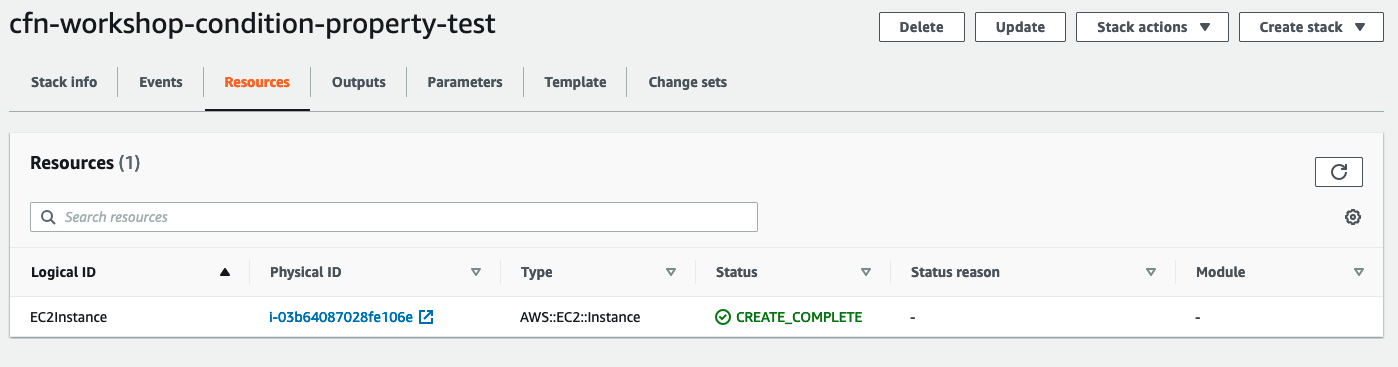 cfn-workshop-condition-property-test
Delete Update Stack actions Create stack
Stack info Events Resources Outputs Parameters Template Change sets
Resources (1)
Search resources
Logical ID Physical ID Type Status Status reason Module
EC2Instance i-03b64087028fe106e AWS::EC2::Instance CREATE_COMPLETE - -